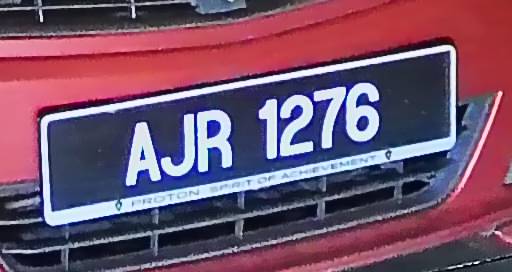 AJR 1276
PROTON. SPIRIT OF ACHIEVEMENT